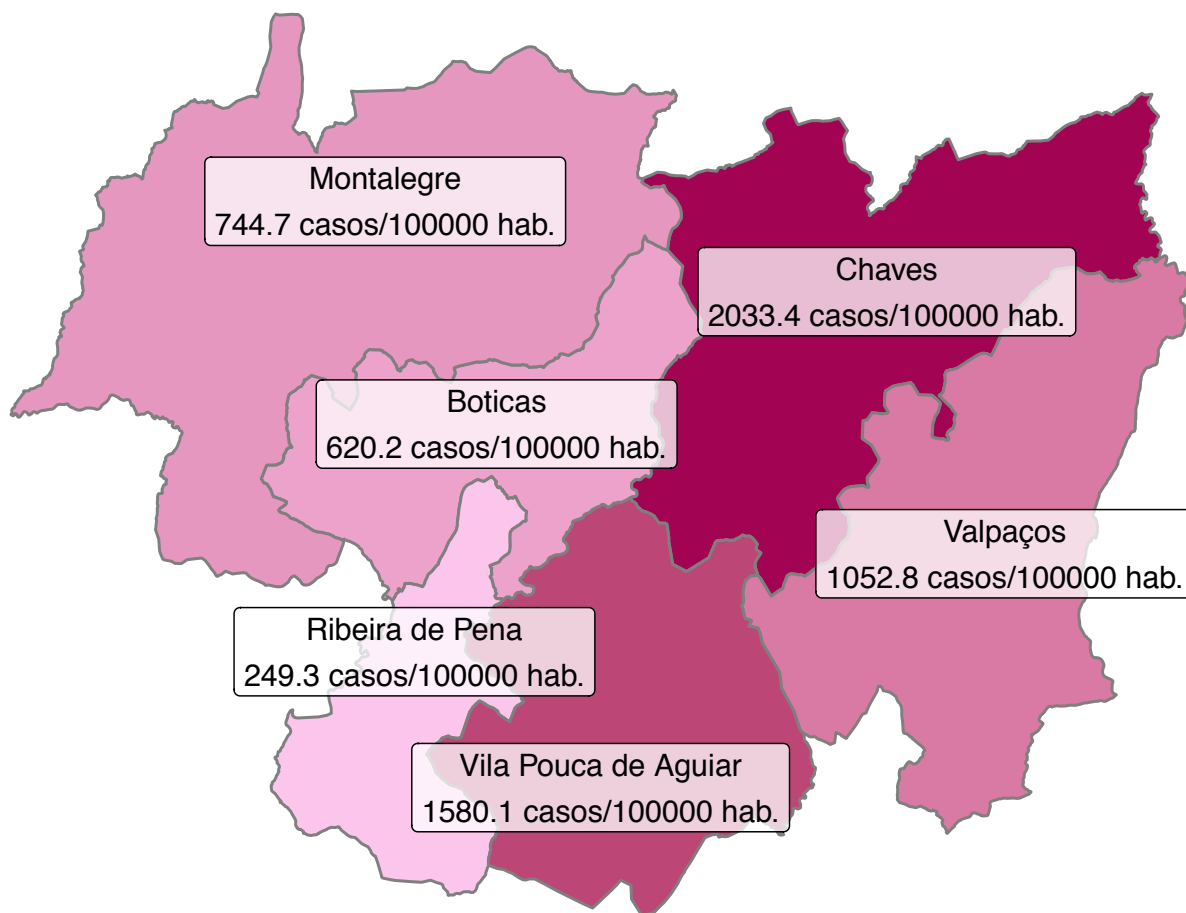 Montalegre
744.7 casos/100000 hab.
Chaves
2033.4 casos/100000 hab.
Boticas
620.2 casos/100000 hab.
Valpaços
1052.8 casos/100000 hab.
Ribeira de Pena
249.3 casos/100000 hab.
Vila Pouca de Aguiar
1580.1 casos/100000 hab.